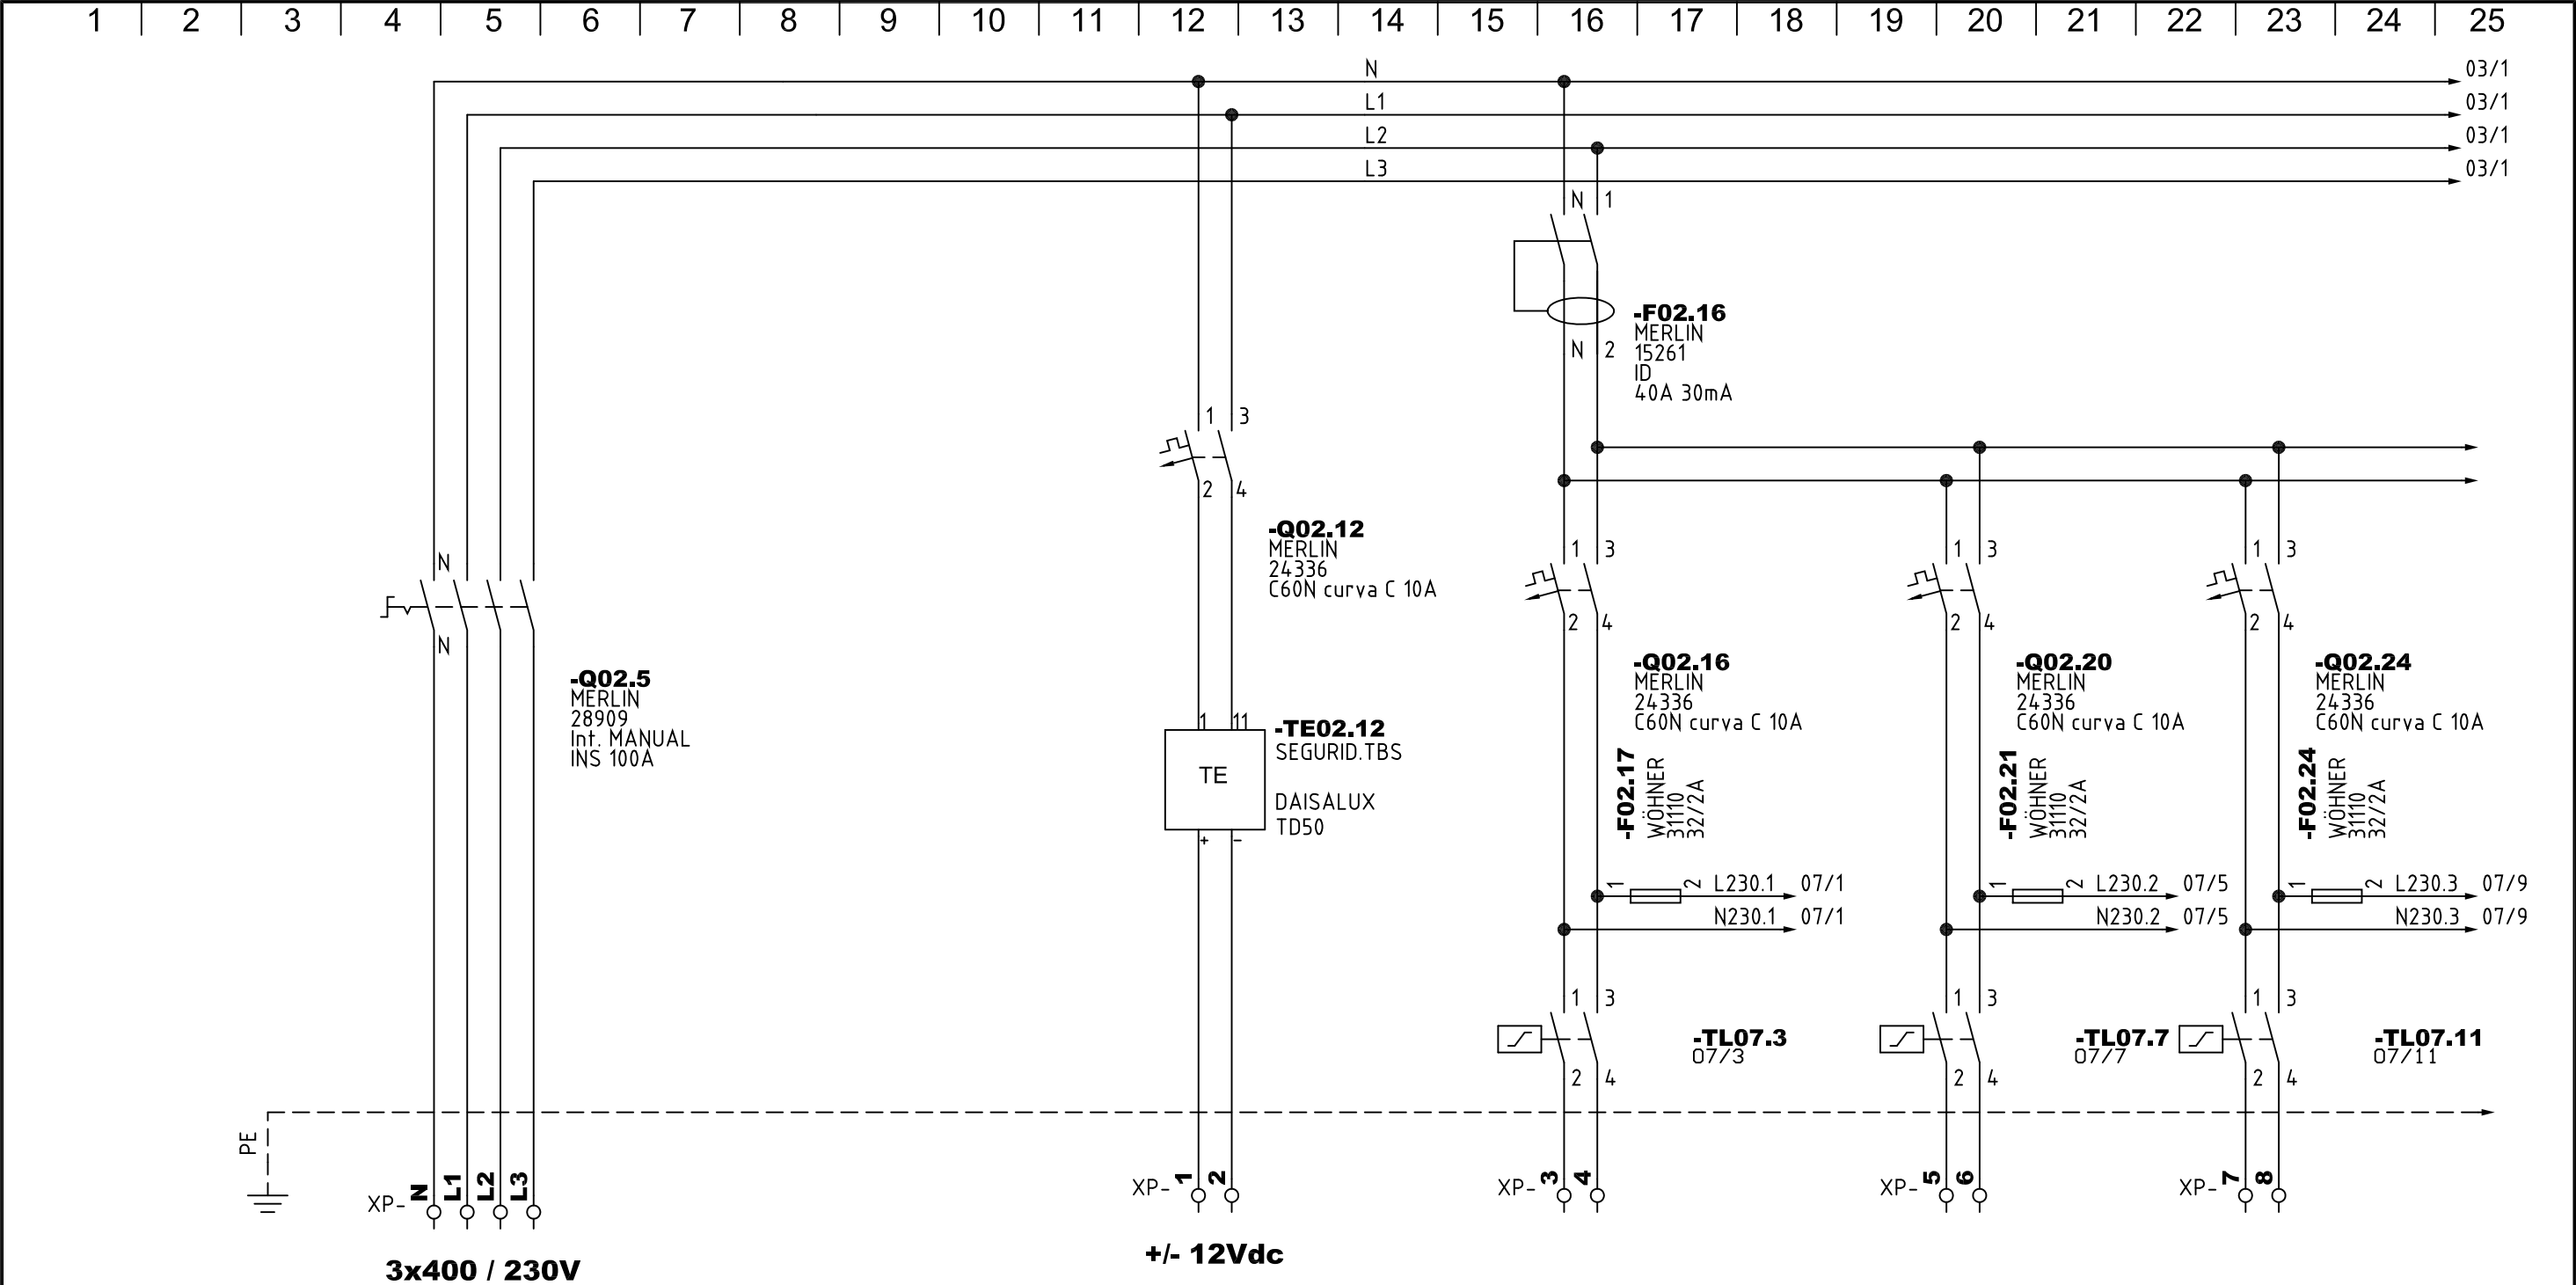 1 2 3 4 5 6 7 8 9 10 11 12 13 14 15 16 17 18 19 20 21 22 23 24 25
N 03/1
L1 03/1
L2 03/1
L3 03/1
N 1
-F02.16
MERLIN
15261
ID
40A 30mA
N 2
1 3
2 4
-Q02.12
MERLIN
24336
C60N curva C 10A
N
N
-Q02.5
MERLIN
28909
Int. MANUAL
INS 100A
1 11
TE
+ -
-TE02.12
SEGURID.TBS
DAISALUX
TD50
1 3
2 4
-Q02.16
MERLIN
24336
C60N curva C 10A
1 3
2 4
-Q02.20
MERLIN
24336
C60N curva C 10A
1 3
2 4
-Q02.24
MERLIN
24336
C60N curva C 10A
-F02.17
WÖHNER
31110
32/2A
-F02.21
WÖHNER
31110
32/2A
-F02.24
WÖHNER
31110
32/2A
1 2 L230.1 07/1
N230.1 07/1
1 2 L230.2 07/5
N230.2 07/5
1 2 L230.3 07/9
N230.3 07/9
1 3
2 4
-TL07.3
07/3
1 3
2 4
-TL07.7
07/7
1 3
2 4
-TL07.11
07/11
PE
XP- N L1 L2 L3
XP- 1 2
XP- 3 4
XP- 5 6
XP- 7 8
3x400 / 230V
+/- 12Vdc